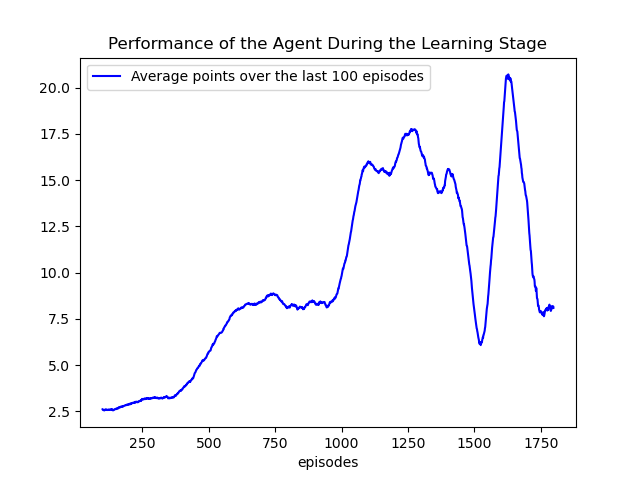 Performance of the Agent During the Learning Stage
Average points over the last 100 episodes
20.0
17.5
15.0
12.5
10.0
7.5
5.0
2.5
250 500 750 1000 1250 1500 1750
episodes